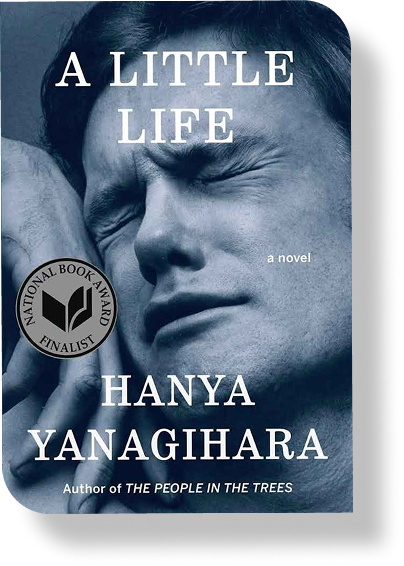 A LITTLE
LIFE
a novel
NATIONAL BOOK AWARD
FINALIST
HANYA
YANAGIHARA
Author of THE PEOPLE IN THE TREES